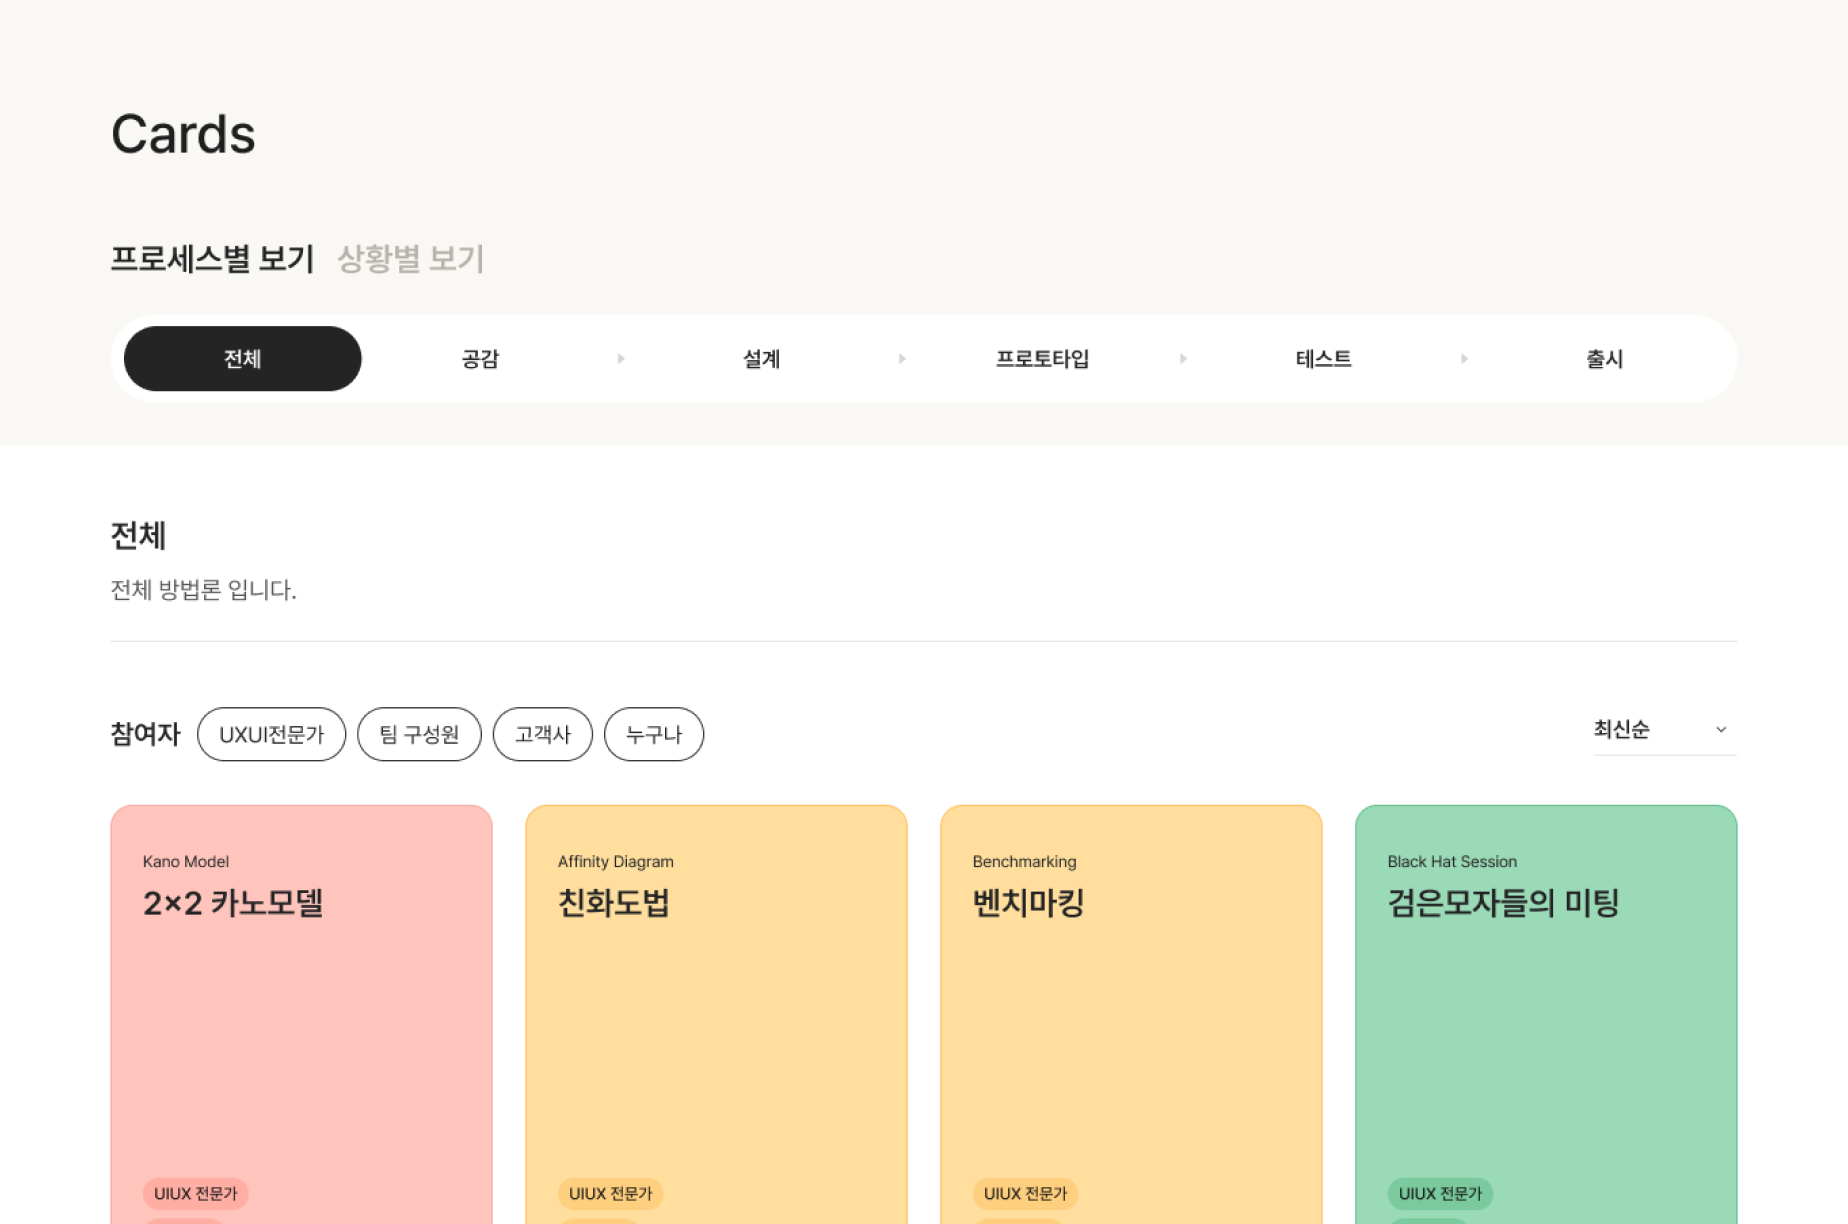 Cards
프로세스별 보기 상황별 보기
전체 공감 설계 프로토타입 테스트 출시
전체
전체 방법론 입니다.
참여자 UXUI전문가 팀 구성원 고객사 누구나 최신순
Kano Model
2×2 카노모델
UIUX 전문가
Affinity Diagram
친화도법
UIUX 전문가
Benchmarking
벤치마킹
UIUX 전문가
Black Hat Session
검은모자들의 미팅
UIUX 전문가